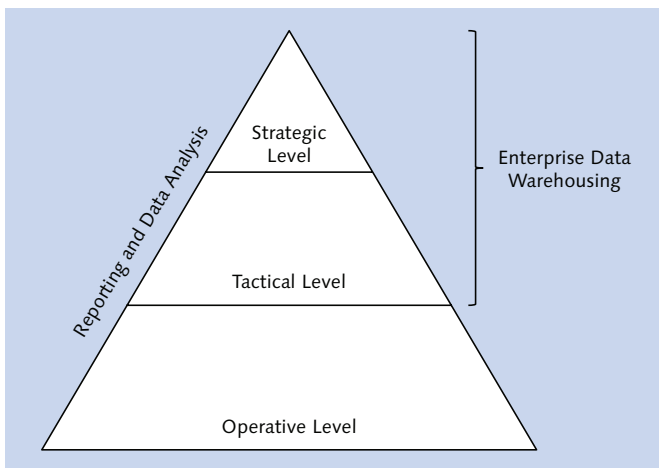 Strategic
Level
Reporting and Data Analysis
Enterprise Data
Warehousing
Tactical Level
Operative Level